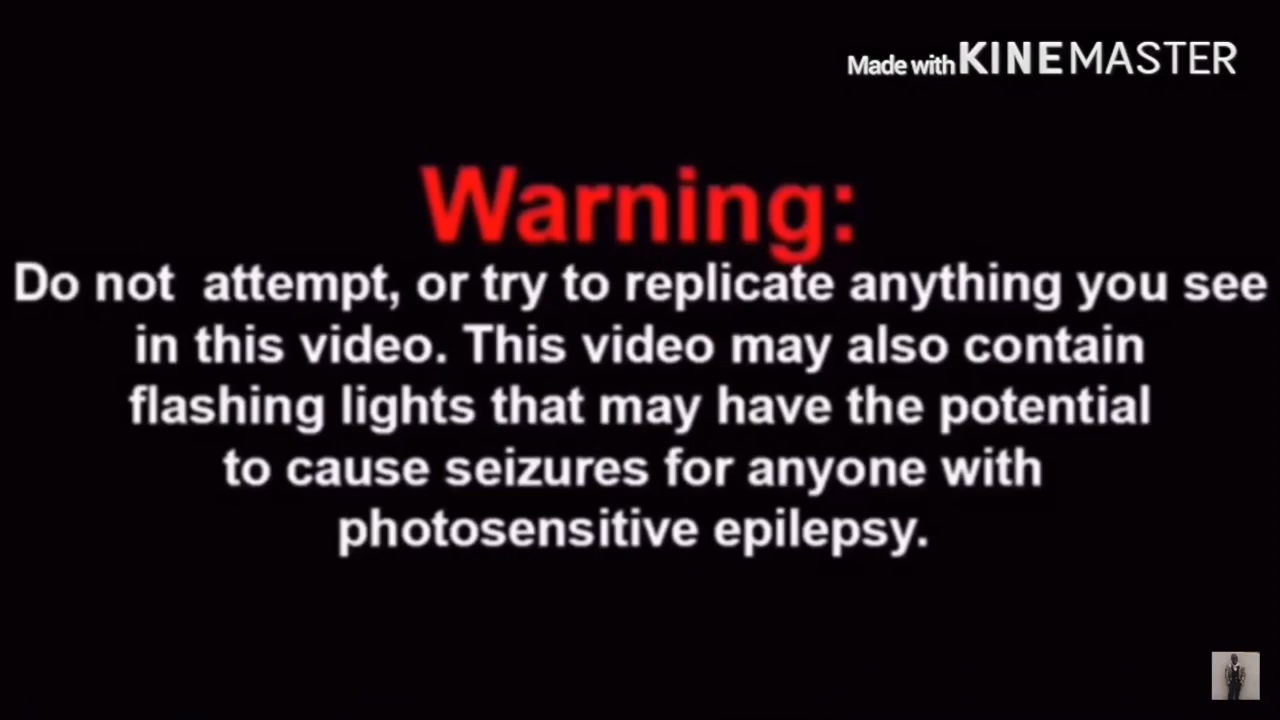 Made with KINEMASTER
Warning:
Do not  attempt, or try to replicate anything you see
in this video. This video may also contain
flashing lights that may have the potential
to cause seizures for anyone with
photosensitive epilepsy.